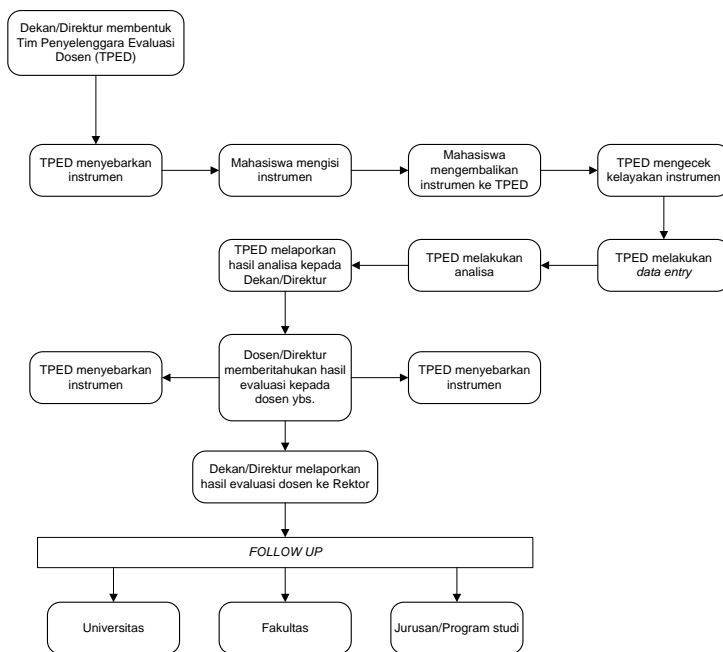 Dekan/Direktur membentuk
Tim Penyelenggara Evaluasi
Dosen (TPED)
TPED menyebarkan
instrumen
Mahasiswa mengisi
instrumen
Mahasiswa
mengembalikan
instrumen ke TPED
TPED mengecek
kelayakan instrumen
TPED melaporkan
hasil analisa kepada
Dekan/Direktur
TPED melakukan
analisa
TPED melakukan
data entry
TPED menyebarkan
instrumen
Dosen/Direktur
memberitahukan hasil
evaluasi kepada
dosen ybs.
TPED menyebarkan
instrumen
Dekan/Direktur melaporkan
hasil evaluasi dosen ke Rektor
FOLLOW UP
Universitas
Fakultas
Jurusan/Program studi